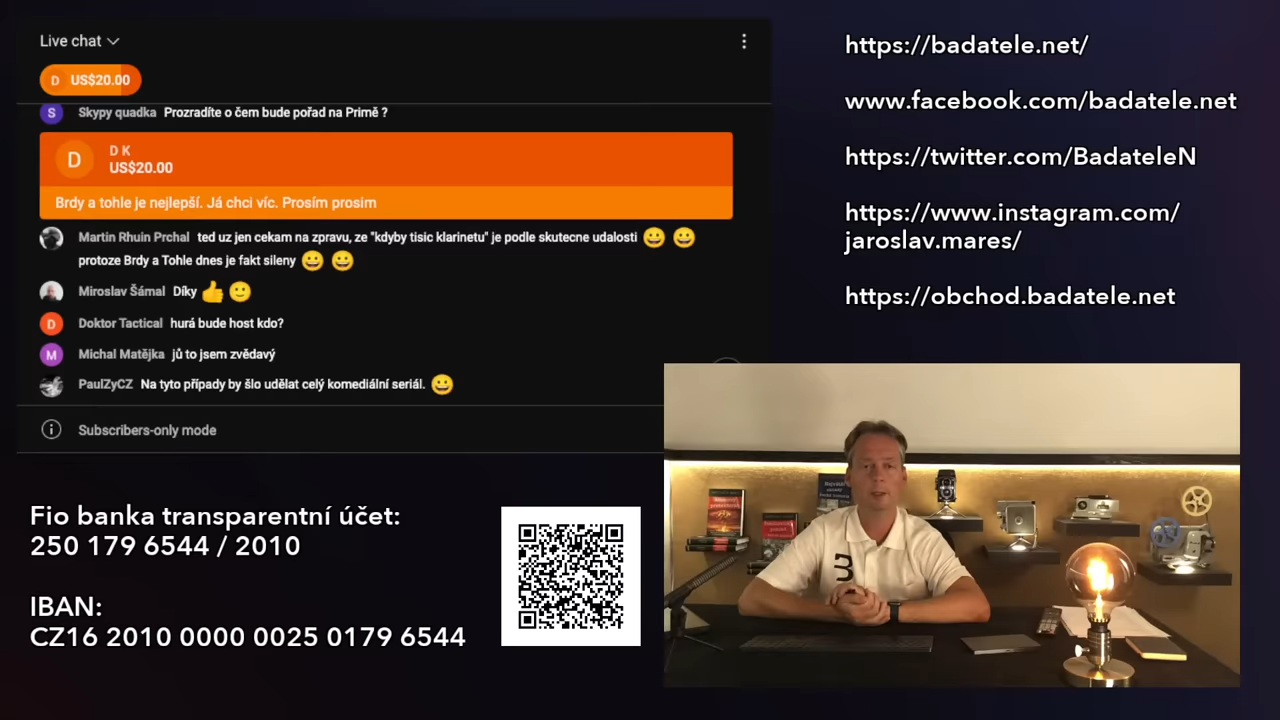 Live chat
D US$20.00
S Skypy quadka Prozradíte o čem bude pořad na Primě ?
D
D K
US$20.00
Brdy a tohle je nejlepší. Já chci víc. Prosím prosim
Martin Rhuin Prchal ted uz jen cekam na zpravu, ze "kdyby tisic klarinetu" je podle skutecne udalosti 😀 😀
protoze Brdy a Tohle dnes je fakt sileny 😀 😀
Miroslav Šámal Díky 👍 🙂
D Doktor Tactical hurá bude host kdo?
M Michal Matějka jů to jsem zvědavý
PaulZyCZ Na tyto případy by šlo udělat celý komediální seriál. 😀
Subscribers-only mode
https://badatele.net/
www.facebook.com/badatele.net
https://twitter.com/BadateleN
https://www.instagram.com/
jaroslav.mares/
https://obchod.badatele.net
Fio banka transparentní účet:
250 179 6544 / 2010
IBAN:
CZ16 2010 0000 0025 0179 6544